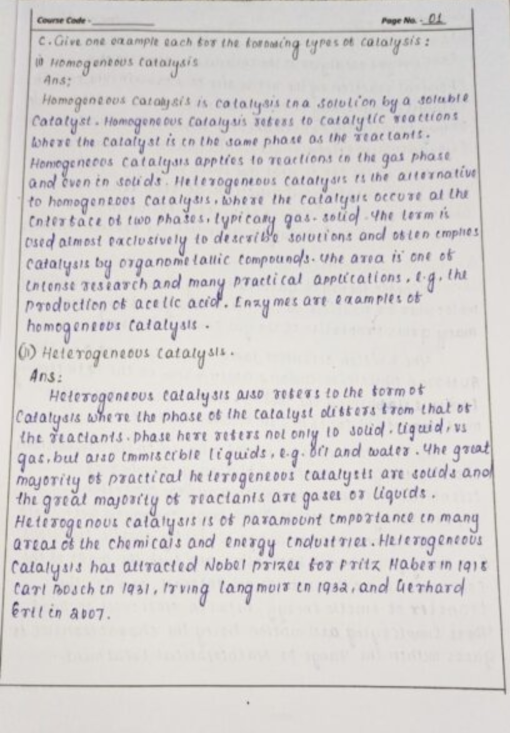 Course Code - Page No. - 01
C. Give one example each for the forowing types of catalysis :
(i) Homogeneous Catalysis
Ans:
Homogeneous Catalysis is catalysis in a solution by a soluble
Catalyst. Homogeneous Catalysis refers to catalytic reactions
where the catalyst is in the same phase as the reactants.
Homogeneous Catalysis applies to reactions in the gas phase
and even in solids. Heterogeneous Catalysis is the alternative
to homogeneous Catalysis, where the catalysis occurs at the
Interface of two phases, typically gas-solid. The term is
used almost exclusively to describe solutions and often implies
Catalysis by organometallic compounds. The area is one of
intense research and many practical applications, e.g. the
production of acetic acid. Enzymes are examples of
homogeneous Catalysis.
(ii) Heterogeneous Catalysis.
Ans:
Heterogeneous Catalysis also refers to the form of
Catalysis where the phase of the catalyst differs from that of
the reactants. Phase here refers not only to solid, liquid, vs
gas, but also immiscible liquids, e.g. oil and water. The great
majority of practical heterogeneous catalysts are solids and
the great majority of reactants are gases or liquids.
Heterogenous catalysis is of paramount importance in many
areas of the chemicals and energy industries. Heterogeneous
Catalysis has attracted Nobel prizes for Fritz Haber in 1918
Carl Bosch in 1931, Irving langmuir in 1932, and Gerhard
Ertl in 2007.